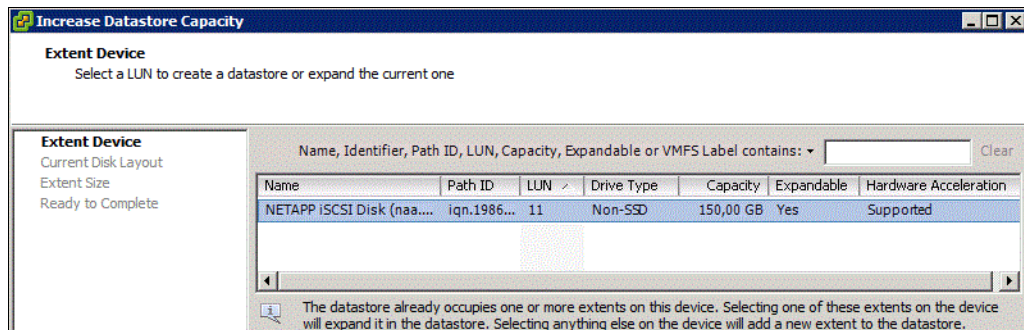 Increase Datastore Capacity
Extent Device
Select a LUN to create a datastore or expand the current one
Extent Device
Current Disk Layout
Extent Size
Ready to Complete
Name, Identifier, Path ID, LUN, Capacity, Expandable or VMFS Label contains:
Clear
Name Path ID LUN Drive Type Capacity Expandable Hardware Acceleration
NETAPP iSCSI Disk (naa.... iqn.1986... 11 Non-SSD 150,00 GB Yes Supported
The datastore already occupies one or more extents on this device. Selecting one of these extents on the device
will expand it in the datastore. Selecting anything else on the device will add a new extent to the datastore.